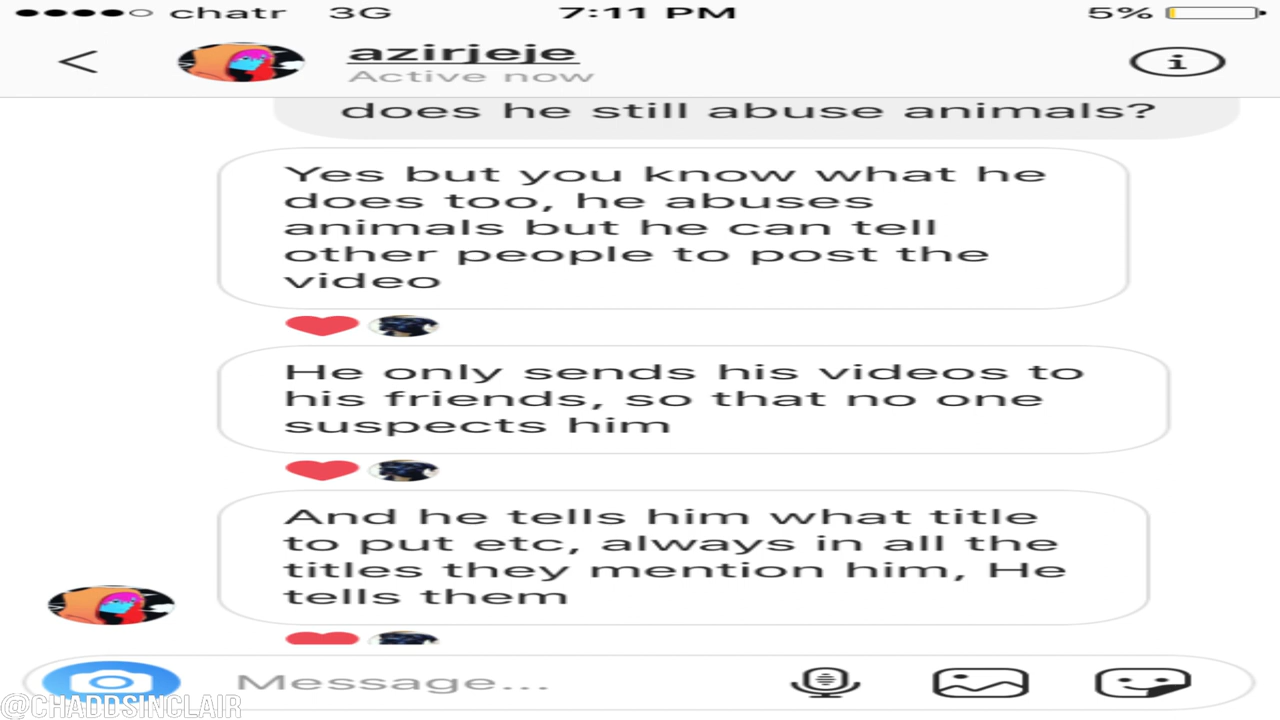 chatr 3G 7:11 PM 5%
azirjeje
Active now
does he still abuse animals?
Yes but you know what he
does too, he abuses
animals but he can tell
other people to post the
video
He only sends his videos to
his friends, so that no one
suspects him
And he tells him what title
to put etc, always in all the
titles they mention him, He
tells them
Message...
@CHADDSINCLAIR